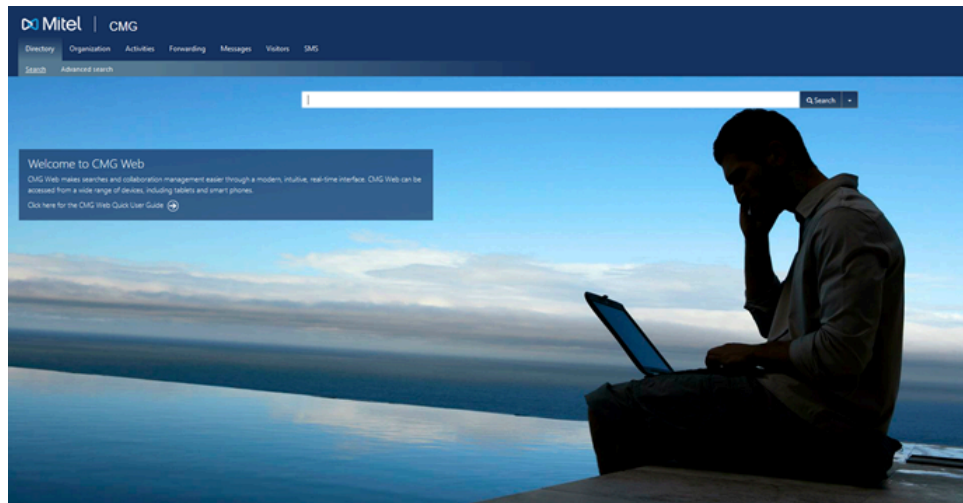 Mitel | CMG
Directory Organization Activities Forwarding Messages Visitors SMS
Search Advanced search
Search
Welcome to CMG Web
CMG Web makes searches and collaboration management easier through a modern, intuitive, real-time interface. CMG Web can be
accessed from a wide range of devices, including tablets and smart phones.
Click here for the CMG Web Quick User Guide